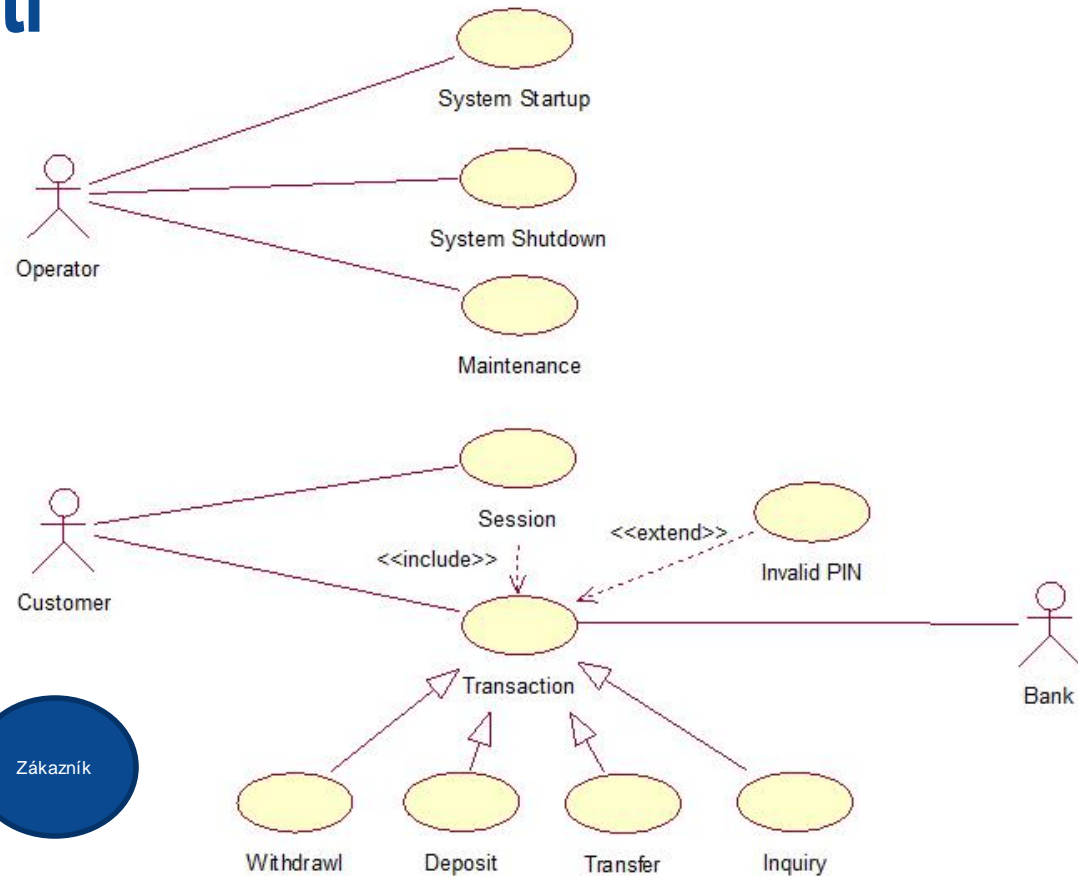 System Startup
System Shutdown
Operator
Maintenance
Session
<<extend>>
<<include>>
Invalid PIN
Customer
Transaction
Bank
Zákazník
Withdrawl
Deposit
Transfer
Inquiry